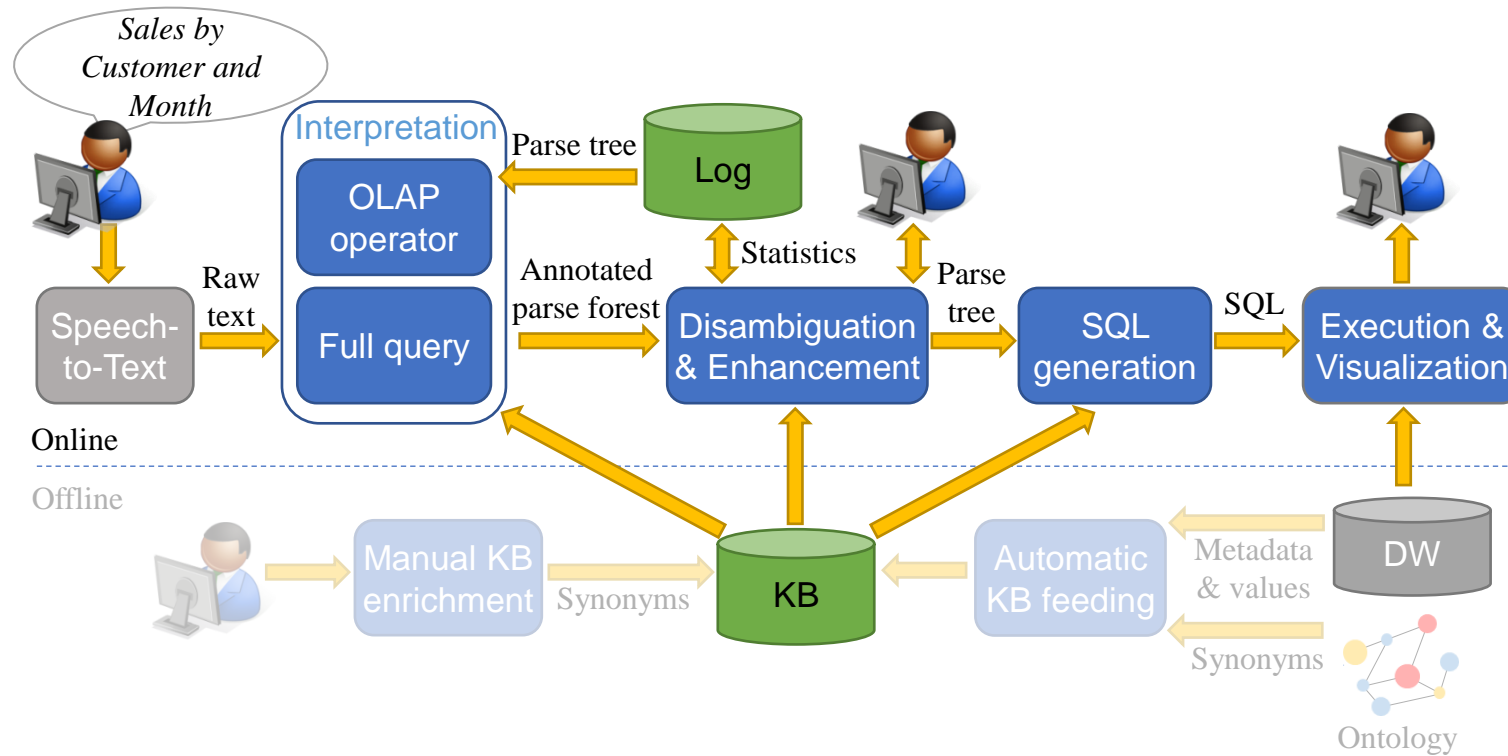 Sales by
Customer and
Month
Interpretation
OLAP
operator
Full query
Parse tree
Log
Statistics
Speech-
to-Text
Raw
text
Annotated
parse forest
Disambiguation
& Enhancement
Parse
tree
SQL
generation
SQL
Execution &
Visualization
Online
Offline
Manual KB
enrichment
Synonyms
KB
Automatic
KB feeding
Metadata
& values
DW
Synonyms
Ontology